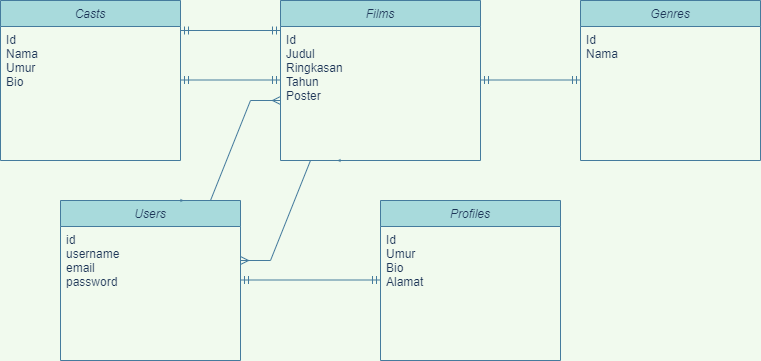 Casts
Id
Nama
Umur
Bio
Films
Id
Judul
Ringkasan
Tahun
Poster
Genres
Id
Nama
Users
id
username
email
password
Profiles
Id
Umur
Bio
Alamat